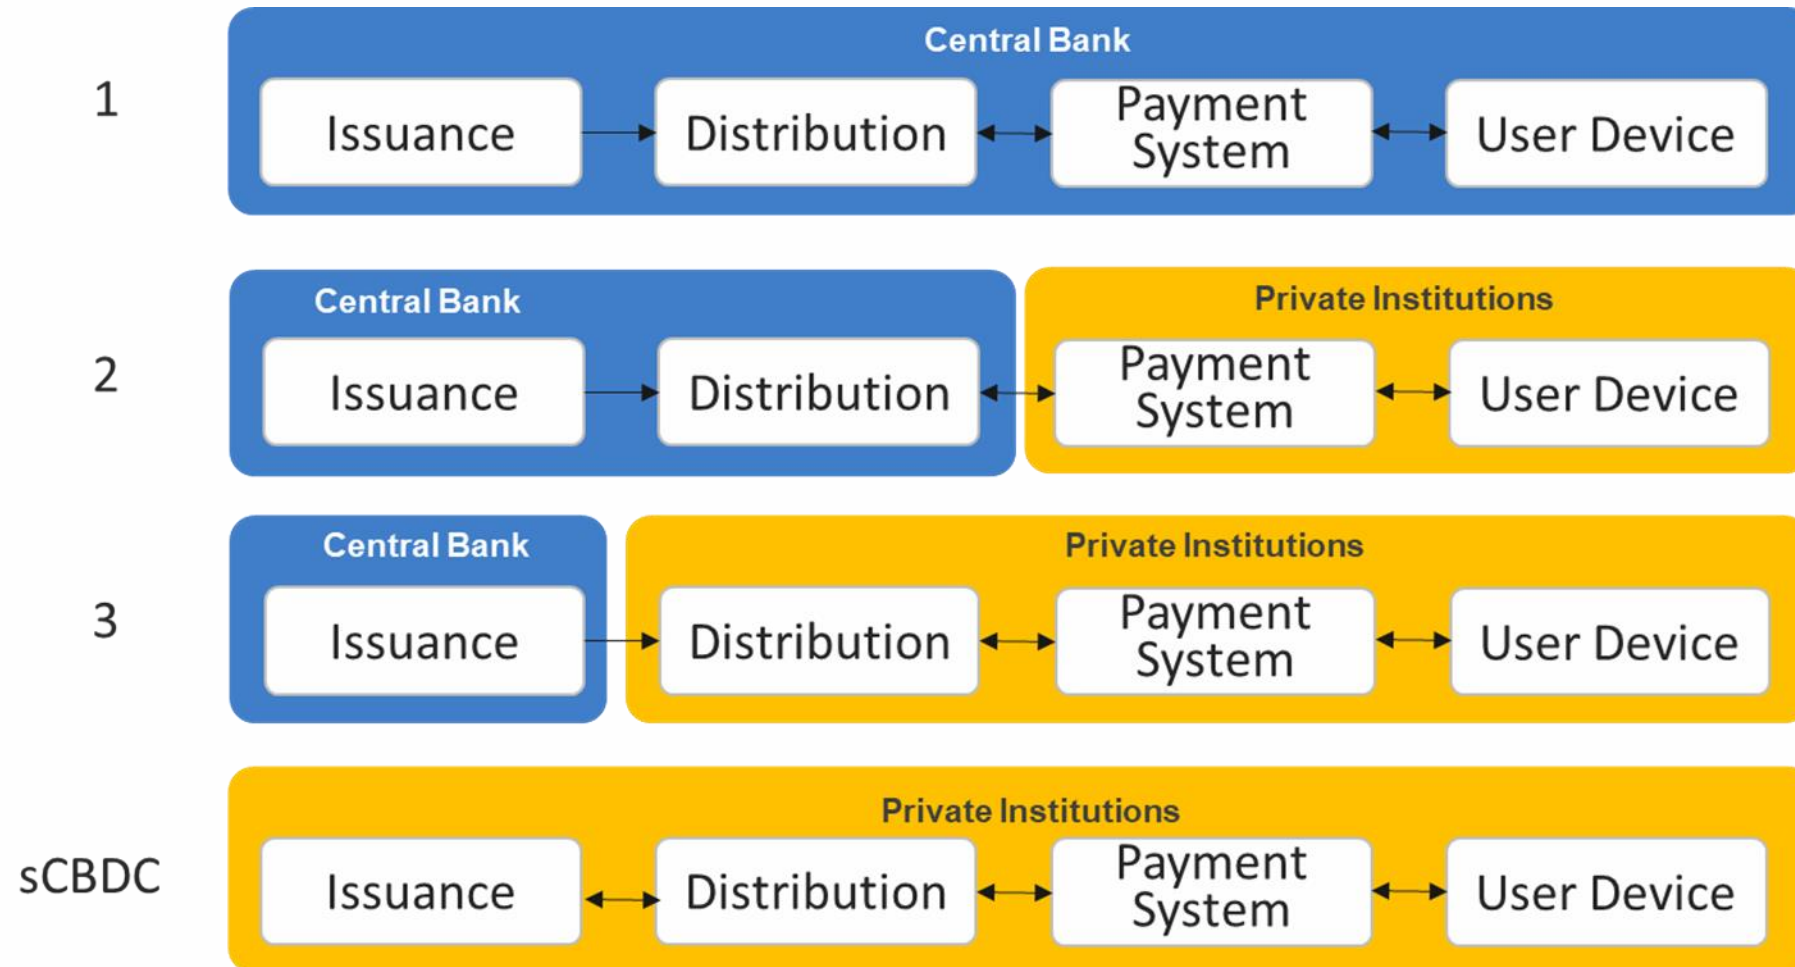 Central Bank
1
Issuance
Distribution
Payment
System
User Device
Central Bank
Private Institutions
2
Issuance
Distribution
Payment
System
User Device
Central Bank
Private Institutions
3
Issuance
Distribution
Payment
System
User Device
Private Institutions
sCBDC
Issuance
Distribution
Payment
System
User Device